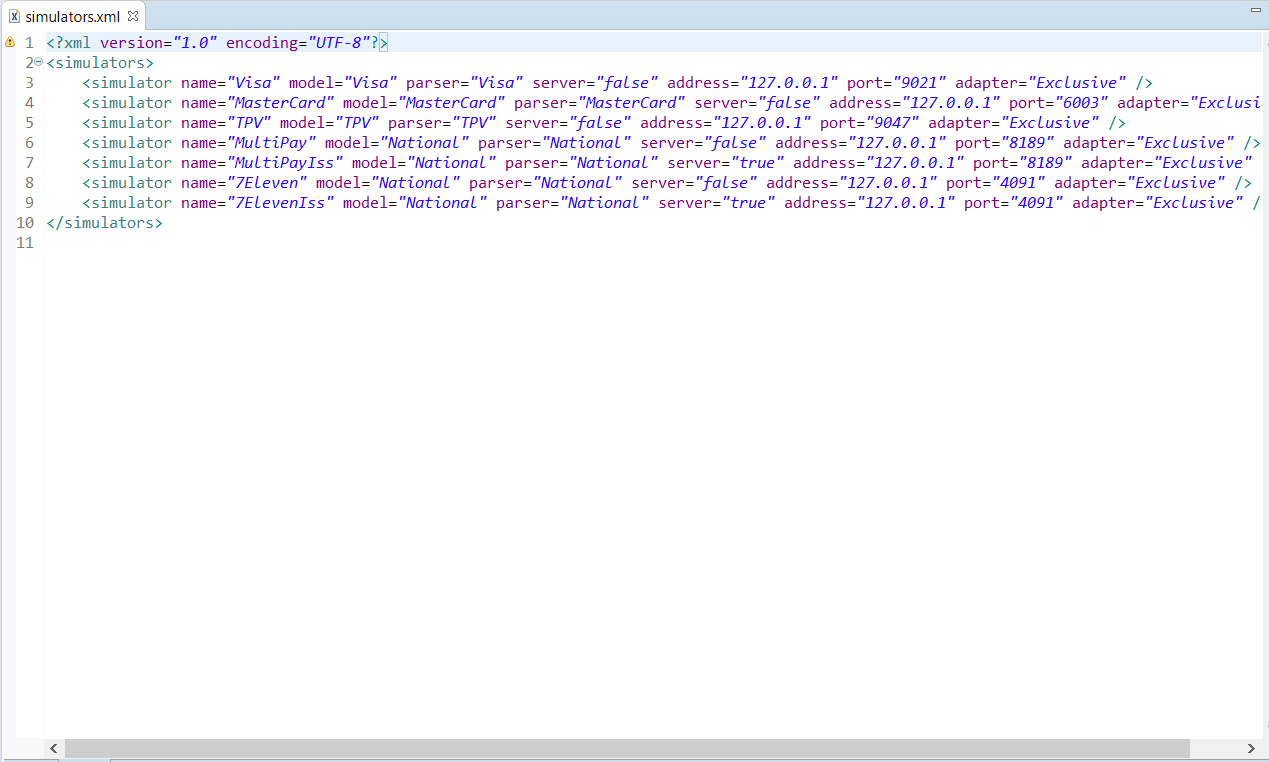 simulators.xml
1 <?xml version="1.0" encoding="UTF-8"?>
2 <simulators>
3 <simulator name="Visa" model="Visa" parser="Visa" server="false" address="127.0.0.1" port="9021" adapter="Exclusive" />
4 <simulator name="MasterCard" model="MasterCard" parser="MasterCard" server="false" address="127.0.0.1" port="6003" adapter="Exclusi
5 <simulator name="TPV" model="TPV" parser="TPV" server="false" address="127.0.0.1" port="9047" adapter="Exclusive" />
6 <simulator name="MultiPay" model="National" parser="National" server="false" address="127.0.0.1" port="8189" adapter="Exclusive" />
7 <simulator name="MultiPayIss" model="National" parser="National" server="true" address="127.0.0.1" port="8189" adapter="Exclusive"
8 <simulator name="7Eleven" model="National" parser="National" server="false" address="127.0.0.1" port="4091" adapter="Exclusive" />
9 <simulator name="7ElevenIss" model="National" parser="National" server="true" address="127.0.0.1" port="4091" adapter="Exclusive" /
10 </simulators>
11